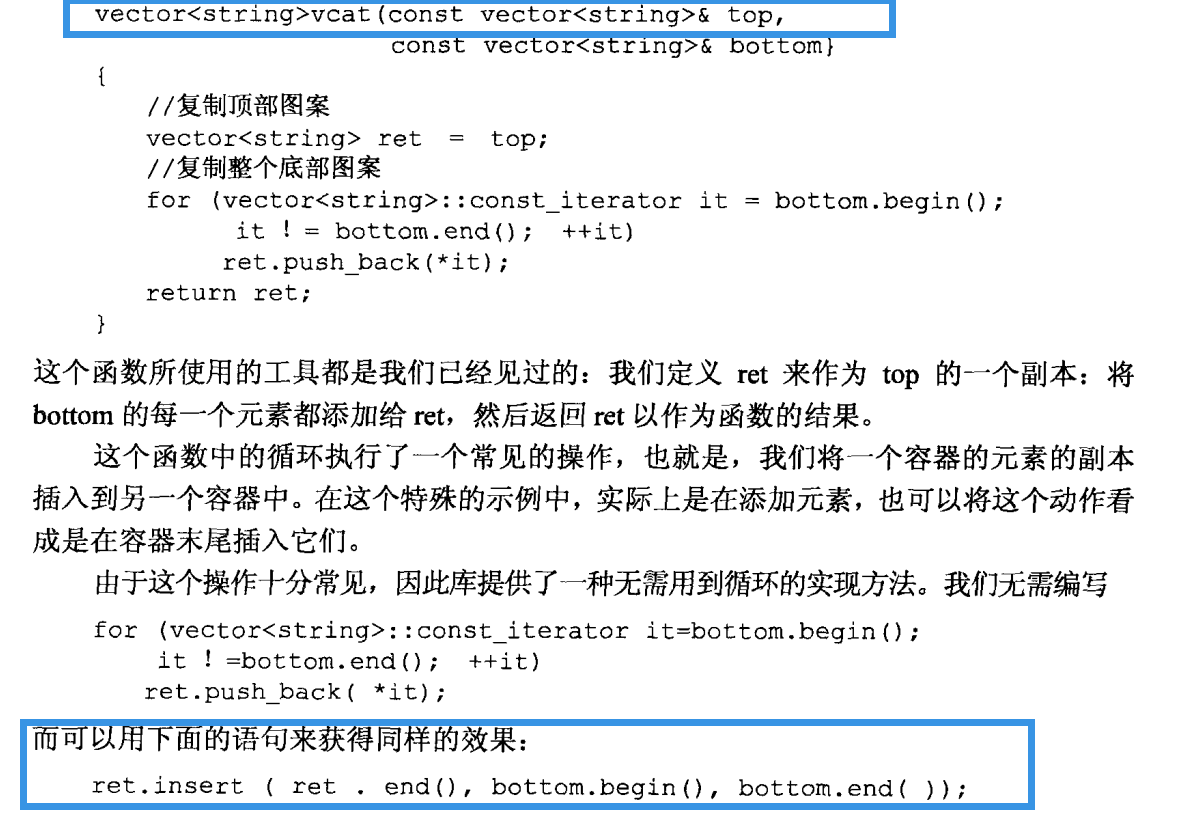 vector<string>vcat(const vector<string>& top,
const vector<string>& bottom}
{
//复制顶部图案
vector<string> ret = top;
//复制整个底部图案
for (vector<string>::const_iterator it = bottom.begin();
it ! = bottom.end(); ++it)
ret.push_back(*it);
return ret;
}
这个函数所使用的工具都是我们已经见过的：我们定义 ret 来作为 top 的一个副本：将
bottom 的每一个元素都添加给 ret，然后返回 ret 以作为函数的结果。
这个函数中的循环执行了一个常见的操作，也就是，我们将一个容器的元素的副本
插入到另一个容器中。在这个特殊的示例中，实际上是在添加元素，也可以将这个动作看
成是在容器末尾插入它们。
由于这个操作十分常见，因此库提供了一种无需用到循环的实现方法。我们无需编写
for (vector<string>::const_iterator it=bottom.begin();
it ! =bottom.end(); ++it)
ret.push_back( *it);
而可以用下面的语句来获得同样的效果：
ret.insert ( ret . end(), bottom.begin(), bottom.end( ));